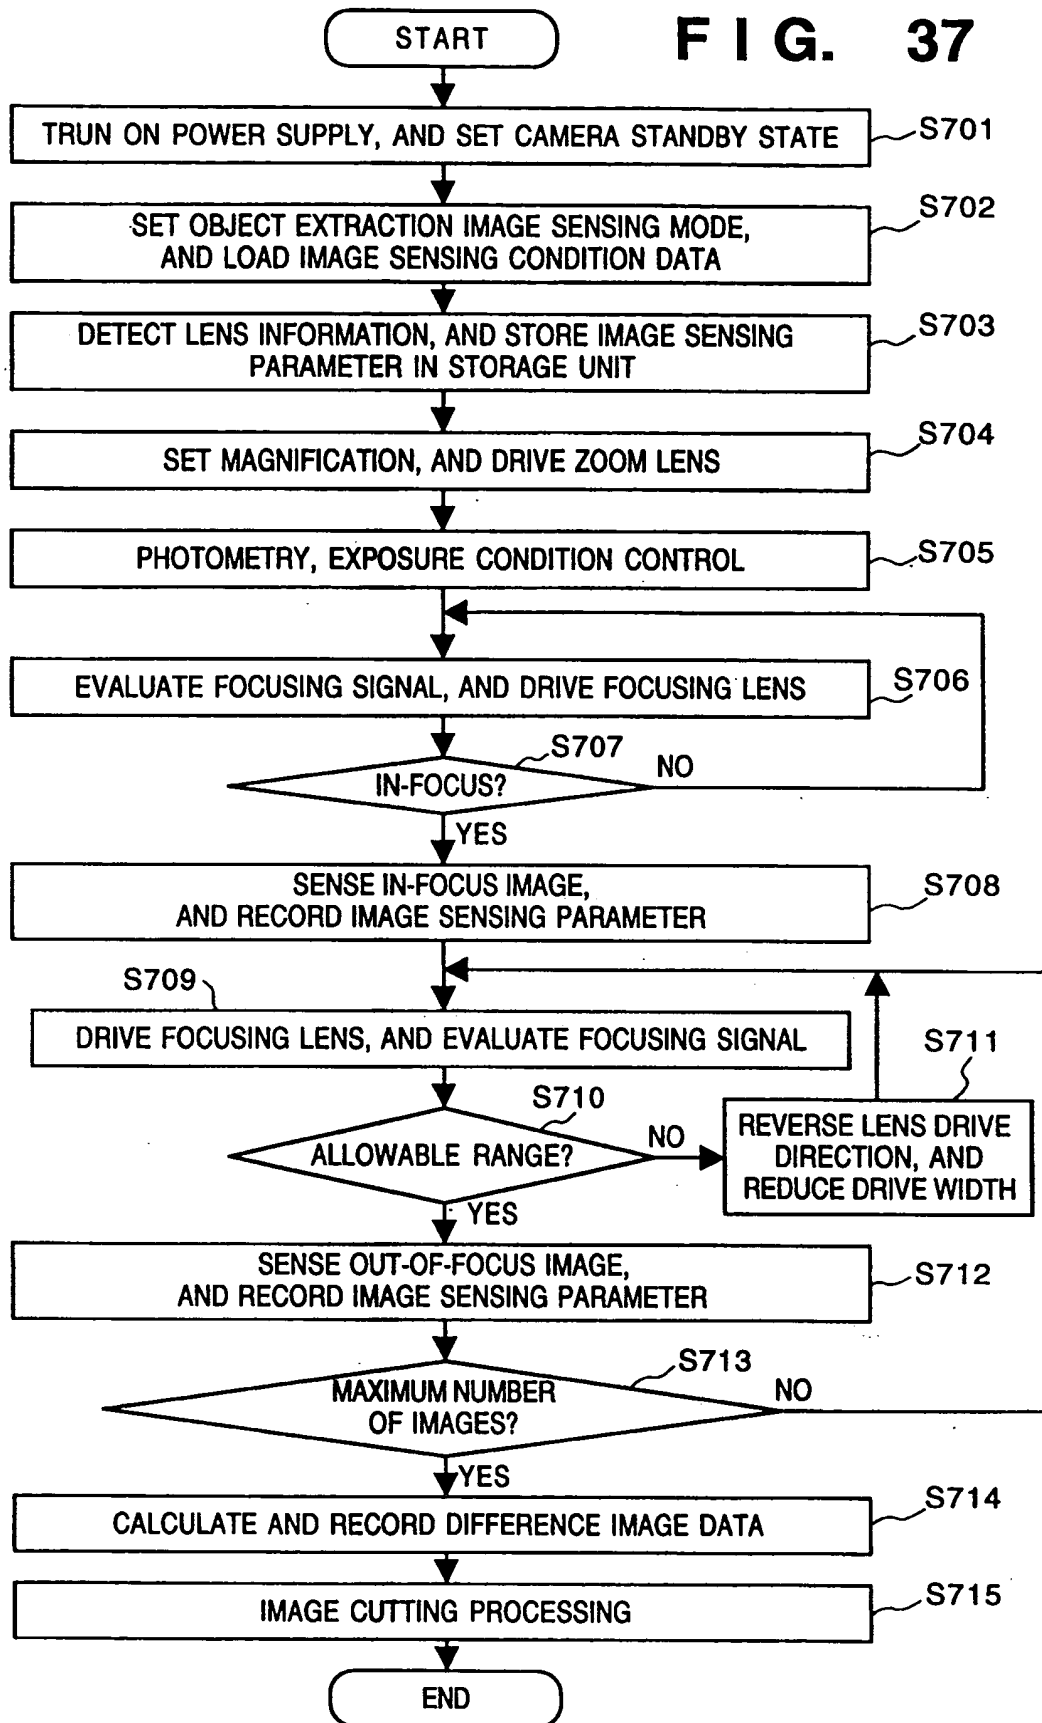 START
F I G. 37
TRUN ON POWER SUPPLY, AND SET CAMERA STANDBY STATE
S701
SET OBJECT EXTRACTION IMAGE SENSING MODE,
AND LOAD IMAGE SENSING CONDITION DATA
S702
DETECT LENS INFORMATION, AND STORE IMAGE SENSING
PARAMETER IN STORAGE UNIT
S703
SET MAGNIFICATION, AND DRIVE ZOOM LENS
S704
PHOTOMETRY, EXPOSURE CONDITION CONTROL
S705
EVALUATE FOCUSING SIGNAL, AND DRIVE FOCUSING LENS
S706
S707
IN-FOCUS?
NO
YES
SENSE IN-FOCUS IMAGE,
AND RECORD IMAGE SENSING PARAMETER
S708
S709
DRIVE FOCUSING LENS, AND EVALUATE FOCUSING SIGNAL
S710
ALLOWABLE RANGE?
NO
S711
REVERSE LENS DRIVE
DIRECTION, AND
REDUCE DRIVE WIDTH
YES
SENSE OUT-OF-FOCUS IMAGE,
AND RECORD IMAGE SENSING PARAMETER
S712
S713
MAXIMUM NUMBER
OF IMAGES?
NO
YES
CALCULATE AND RECORD DIFFERENCE IMAGE DATA
S714
IMAGE CUTTING PROCESSING
S715
END